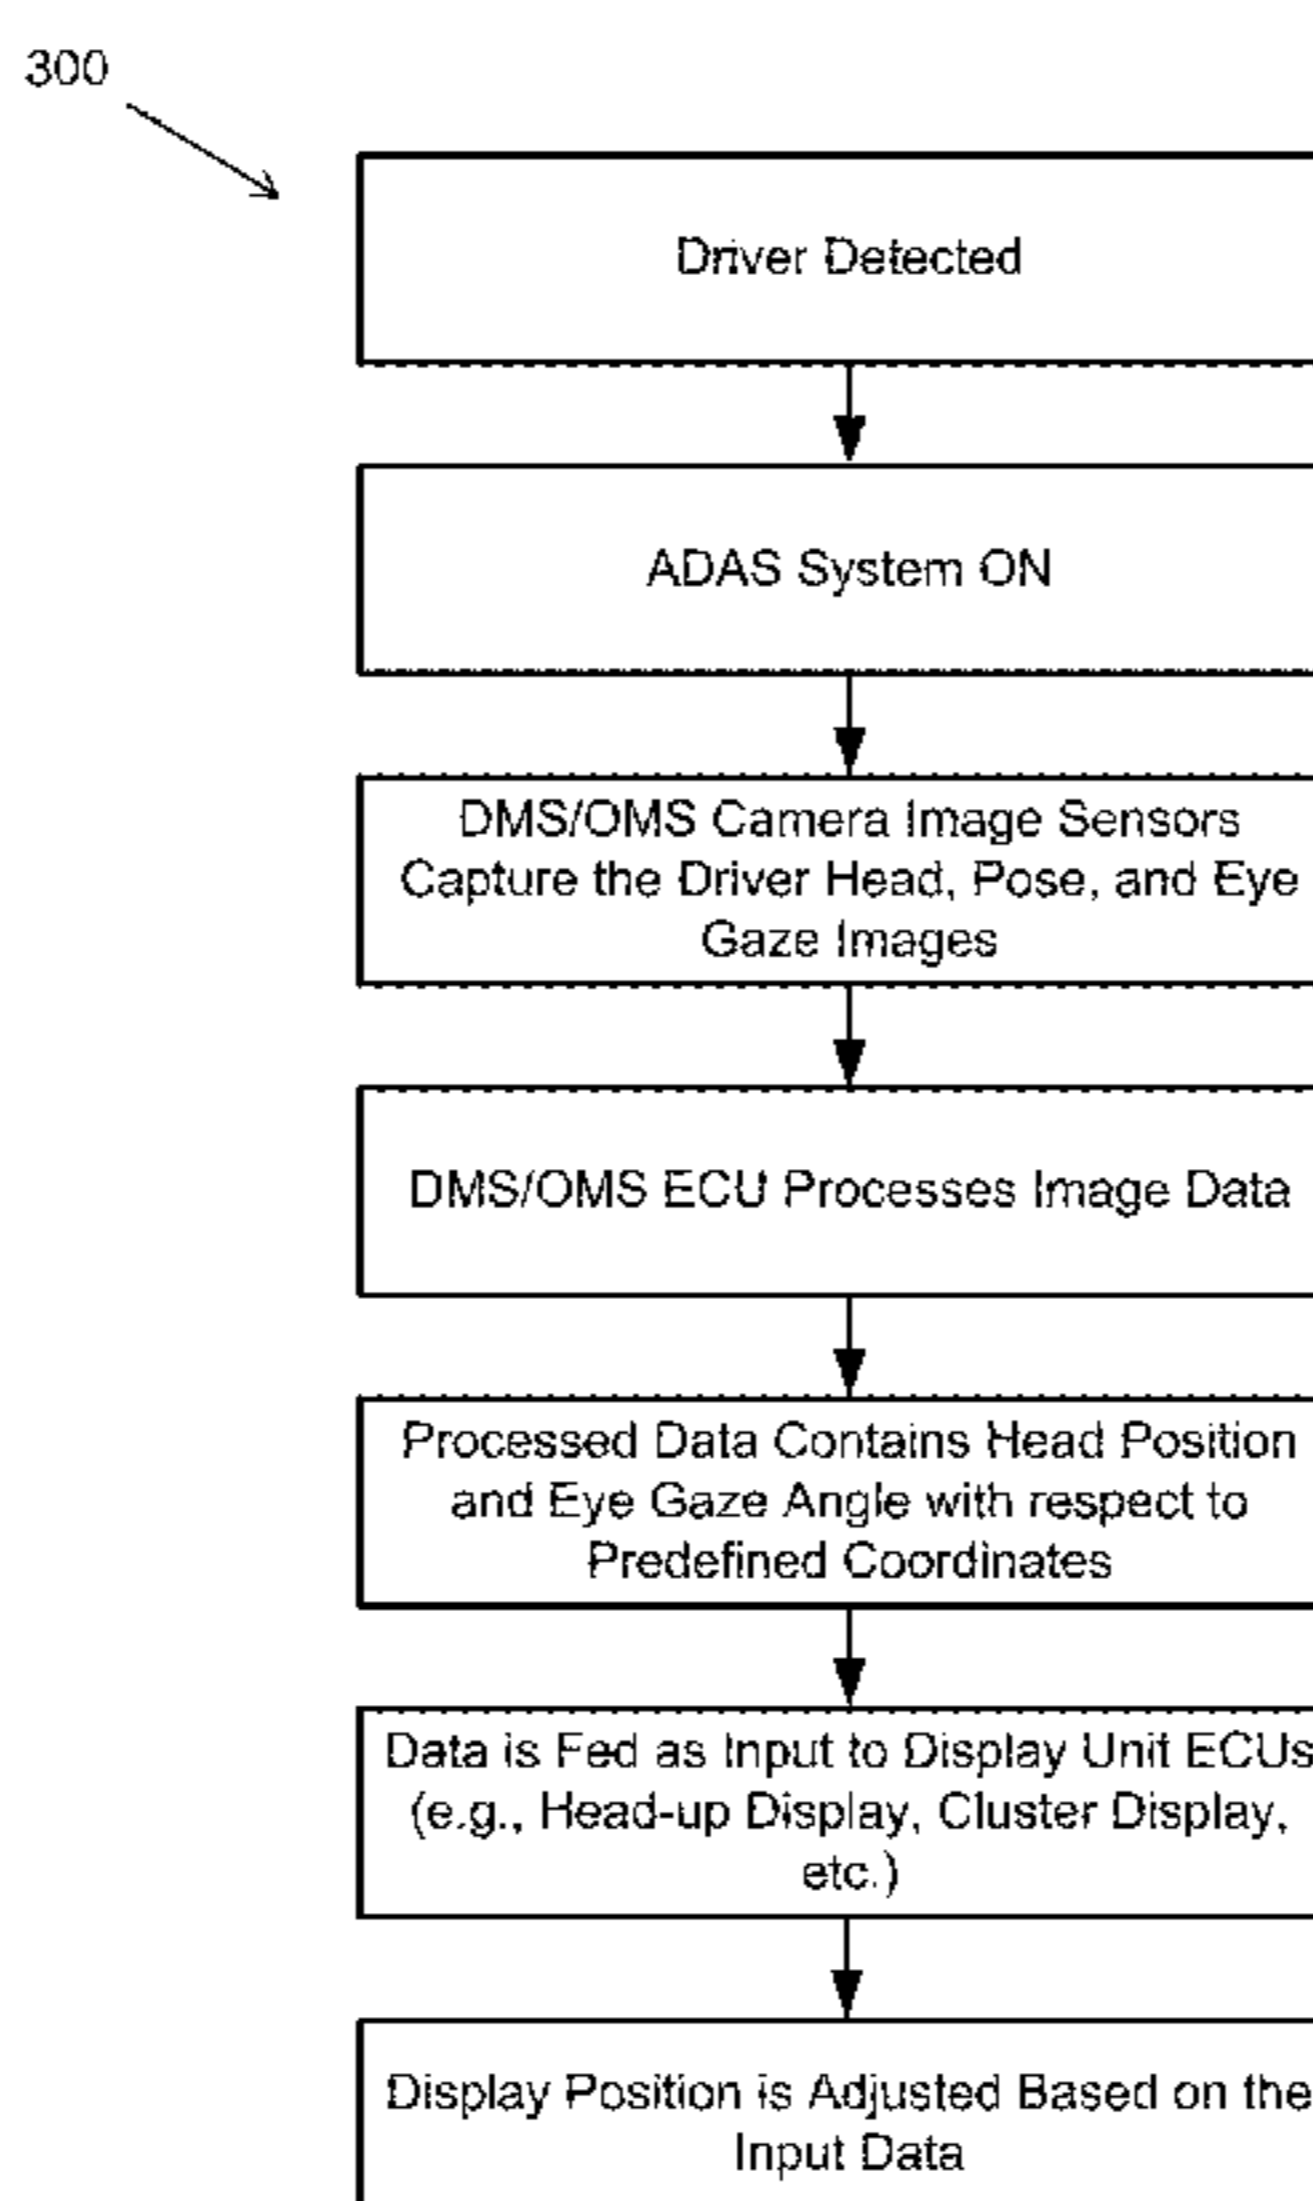 300
Driver Detected
ADAS System ON
DMS/OMS Camera Image Sensors
Capture the Driver Head, Pose, and Eye
Gaze Images
DMS/OMS ECU Processes Image Data
Processed Data Contains Head Position
and Eye Gaze Angle with respect to
Predefined Coordinates
Data is Fed as Input to Display Unit ECUs
(e.g., Head-up Display, Cluster Display,
etc.)
Display Position is Adjusted Based on the
Input Data